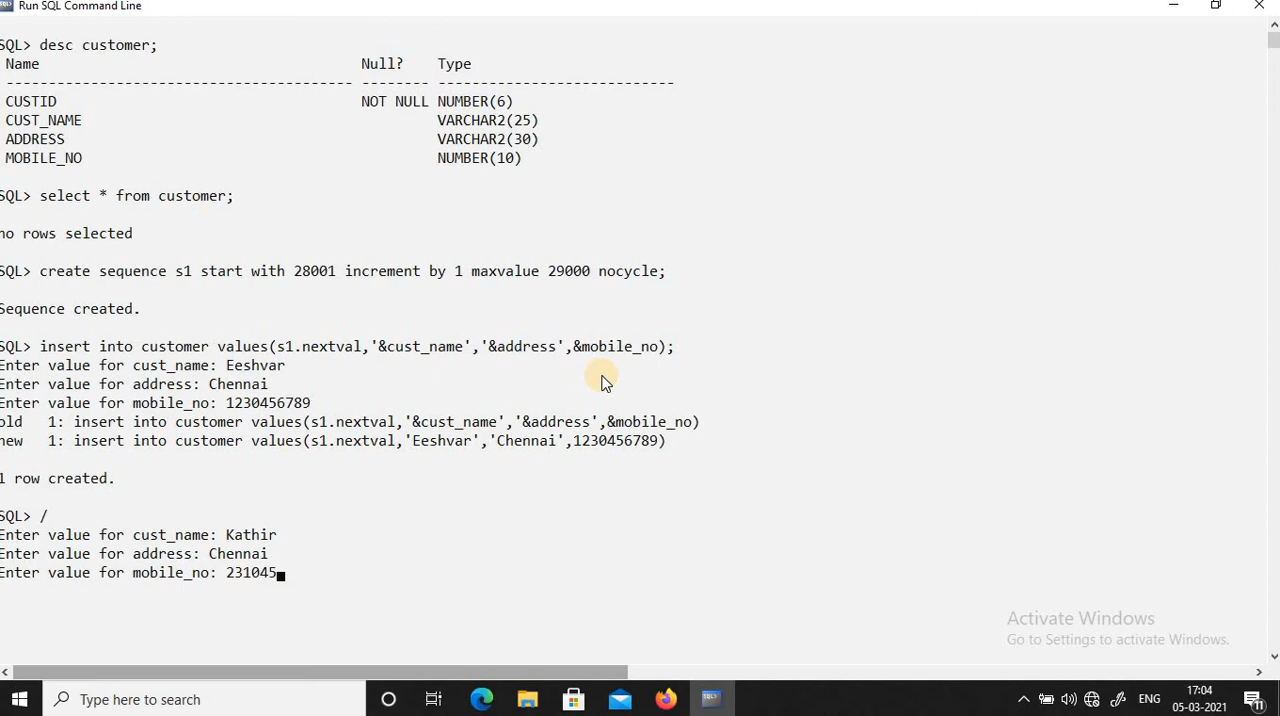 Run SQL Command Line
SQL> desc customer;
Name Null? Type
----------------------------------------- -------- ----------------------------
CUSTID NOT NULL NUMBER(6)
CUST_NAME VARCHAR2(25)
ADDRESS VARCHAR2(30)
MOBILE_NO NUMBER(10)
SQL> select * from customer;
no rows selected
SQL> create sequence s1 start with 28001 increment by 1 maxvalue 29000 nocycle;
Sequence created.
SQL> insert into customer values(s1.nextval,'&cust_name','&address',&mobile_no);
Enter value for cust_name: Eeshvar
Enter value for address: Chennai
Enter value for mobile_no: 1230456789
old 1: insert into customer values(s1.nextval,'&cust_name','&address',&mobile_no)
new 1: insert into customer values(s1.nextval,'Eeshvar','Chennai',1230456789)
1 row created.
SQL> /
Enter value for cust_name: Kathir
Enter value for address: Chennai
Enter value for mobile_no: 231045
Activate Windows
Go to Settings to activate Windows.
Type here to search
SQL>
ENG
17:04
05-03-2021
11